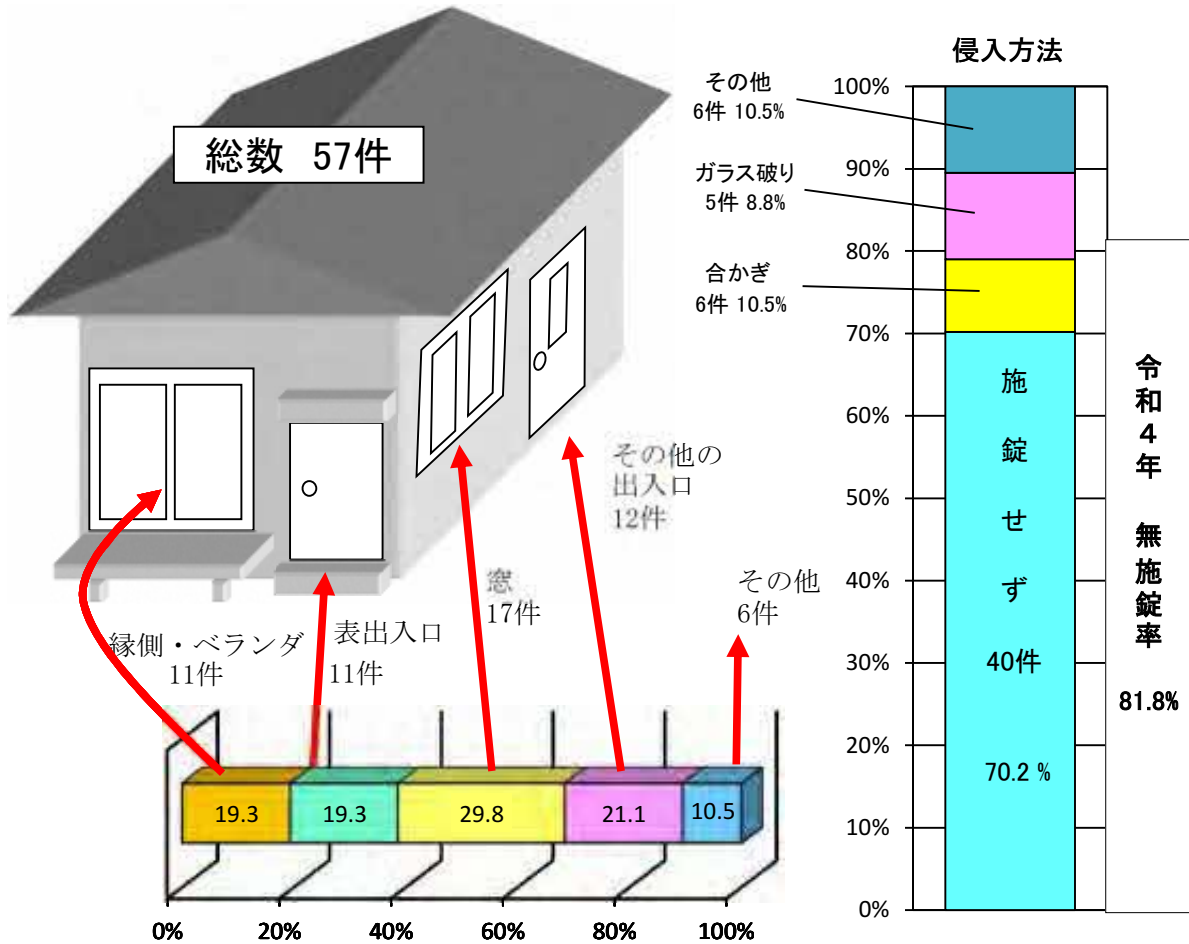 総数 57件
その他の
出入口
12件
窓
17件
その他
6件
縁側・ベランダ
11件
表出入口
11件
19.3
19.3
29.8
21.1
10.5
0%
20%
40%
60%
80%
100%
侵入方法
その他
6件 10.5%
ガラス破り
5件 8.8%
合かぎ
6件 10.5%
100%
90%
80%
70%
60%
50%
40%
30%
20%
10%
0%
施錠せず
40件
70.2 %
令和4年 無施錠率
81.8%